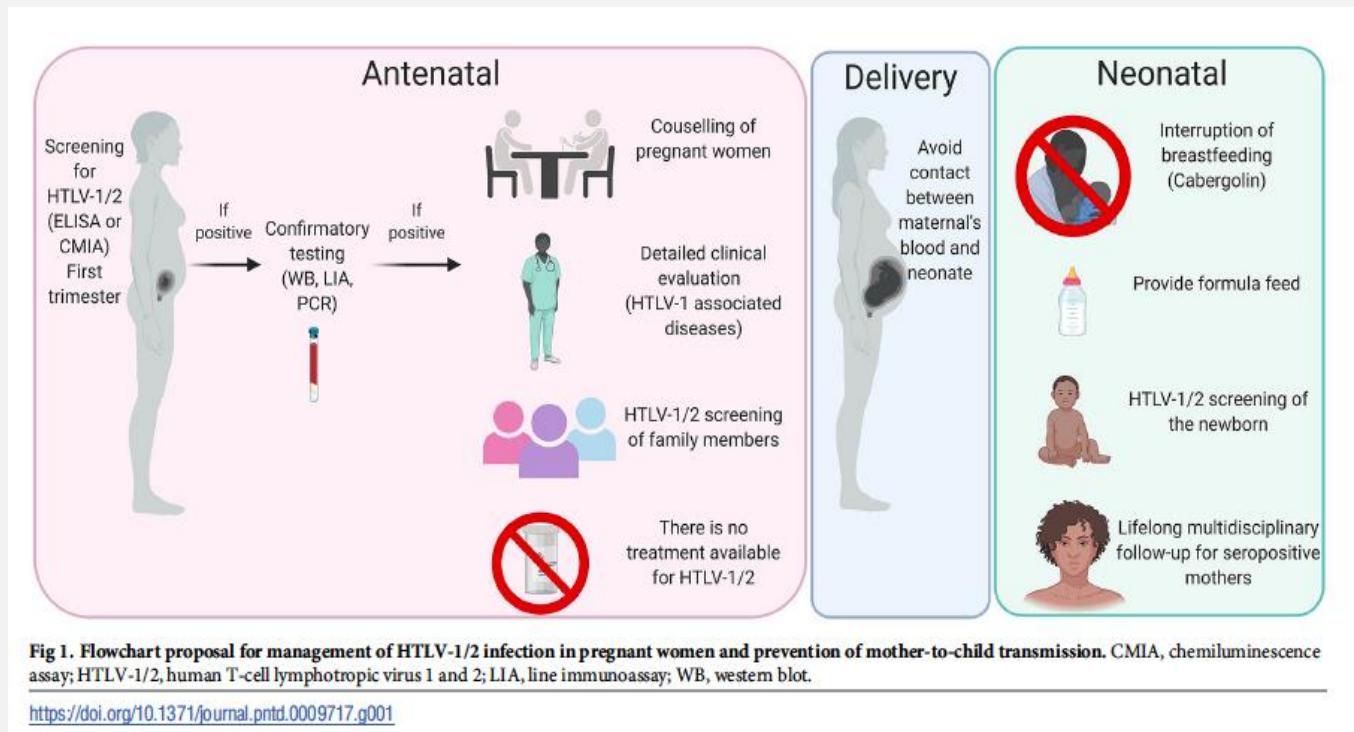 Antenatal
Screening
for
HTLV-1/2
(ELISA or
CMIA)
First
trimester
If
positive
Confirmatory
testing
(WB, LIA,
PCR)
If
positive
Couselling of
pregnant women
Detailed clinical
evaluation
(HTLV-1 associated
diseases)
HTLV-1/2 screening
of family members
There is no
treatment available
for HTLV-1/2
Delivery
Avoid
contact
between
maternal's
blood and
neonate
Neonatal
Interruption of
breastfeeding
(Cabergolin)
Provide formula feed
HTLV-1/2 screening of
the newborn
Lifelong multidisciplinary
follow-up for seropositive
mothers
Fig 1. Flowchart proposal for management of HTLV-1/2 infection in pregnant women and prevention of mother-to-child transmission. CMIA, chemiluminescence
assay; HTLV-1/2, human T-cell lymphotropic virus 1 and 2; LIA, line immunoassay; WB, western blot.
https://doi.org/10.1371/journal.pntd.0009717.g001